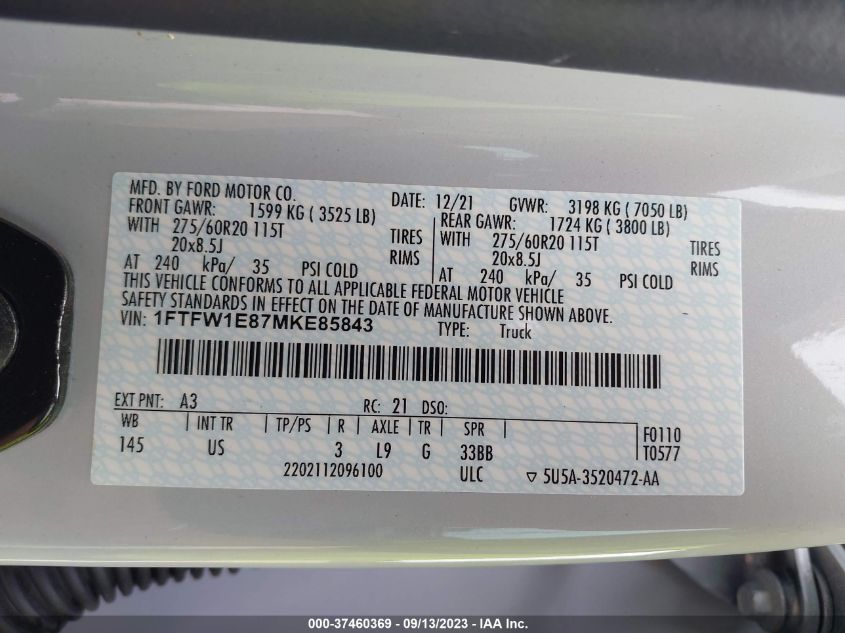 MFD. BY FORD MOTOR CO. DATE: 12/21 GVWR: 3198 KG ( 7050 LB)
FRONT GAWR: 1599 KG ( 3525 LB) REAR GAWR: 1724 KG ( 3800 LB)
WITH 275/60R20 115T TIRES WITH 275/60R20 115T TIRES
20x8.5J RIMS 20x8.5J RIMS
AT 240 kPa/ 35 PSI COLD AT 240 kPa/ 35 PSI COLD
THIS VEHICLE CONFORMS TO ALL APPLICABLE FEDERAL MOTOR VEHICLE
SAFETY STANDARDS IN EFFECT ON THE DATE OF MANUFACTURE SHOWN ABOVE.
VIN: 1FTFW1E87MKE85843 TYPE: Truck
EXT PNT: A3 RC: 21 DSO:
WB INT TR TP/PS R AXLE TR SPR F0110
145 US 3 L9 G 33BB T0577
2202112096100 ULC ▽ 5U5A-3520472-AA
000-37460369 - 09/13/2023 - IAA Inc.